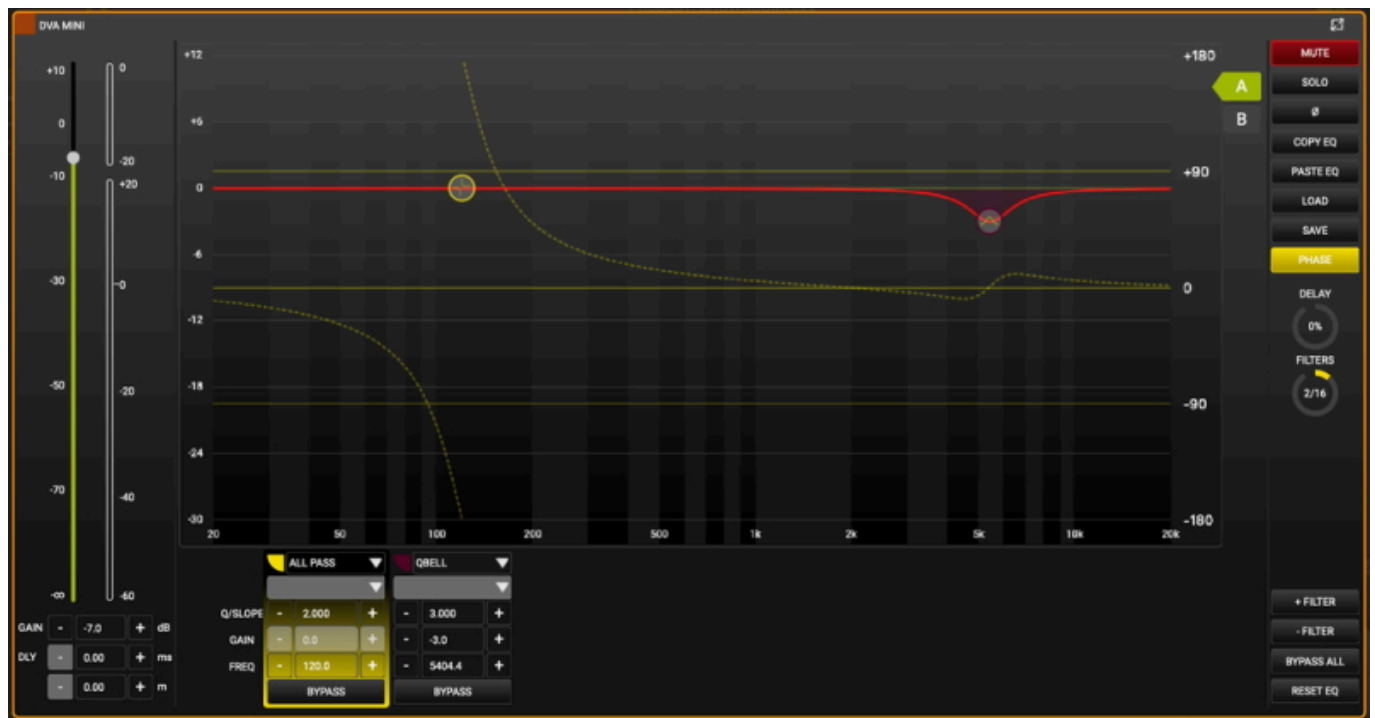 DVA MINI
+10
0
-10
-30
-50
-70
-∞
0
-20
+20
-0
-20
-40
-60
+12
+6
0
-6
-12
-18
-24
-30
+180
+90
0
-90
-180
20 50 100 200 500 1k 2k 5k 10k 20k
A
B
MUTE
SOLO
Ø
COPY EQ
PASTE EQ
LOAD
SAVE
PHASE
DELAY
0%
FILTERS
2/16
+ FILTER
- FILTER
BYPASS ALL
RESET EQ
ALL PASS QBELL
Q/SLOPE - 2.000 + - 3.000 +
GAIN - 0.0 + - -3.0 +
FREQ - 120.0 + - 5404.4 +
BYPASS BYPASS
GAIN - -7.0 + dB
DLY - 0.00 + ms
- 0.00 + m